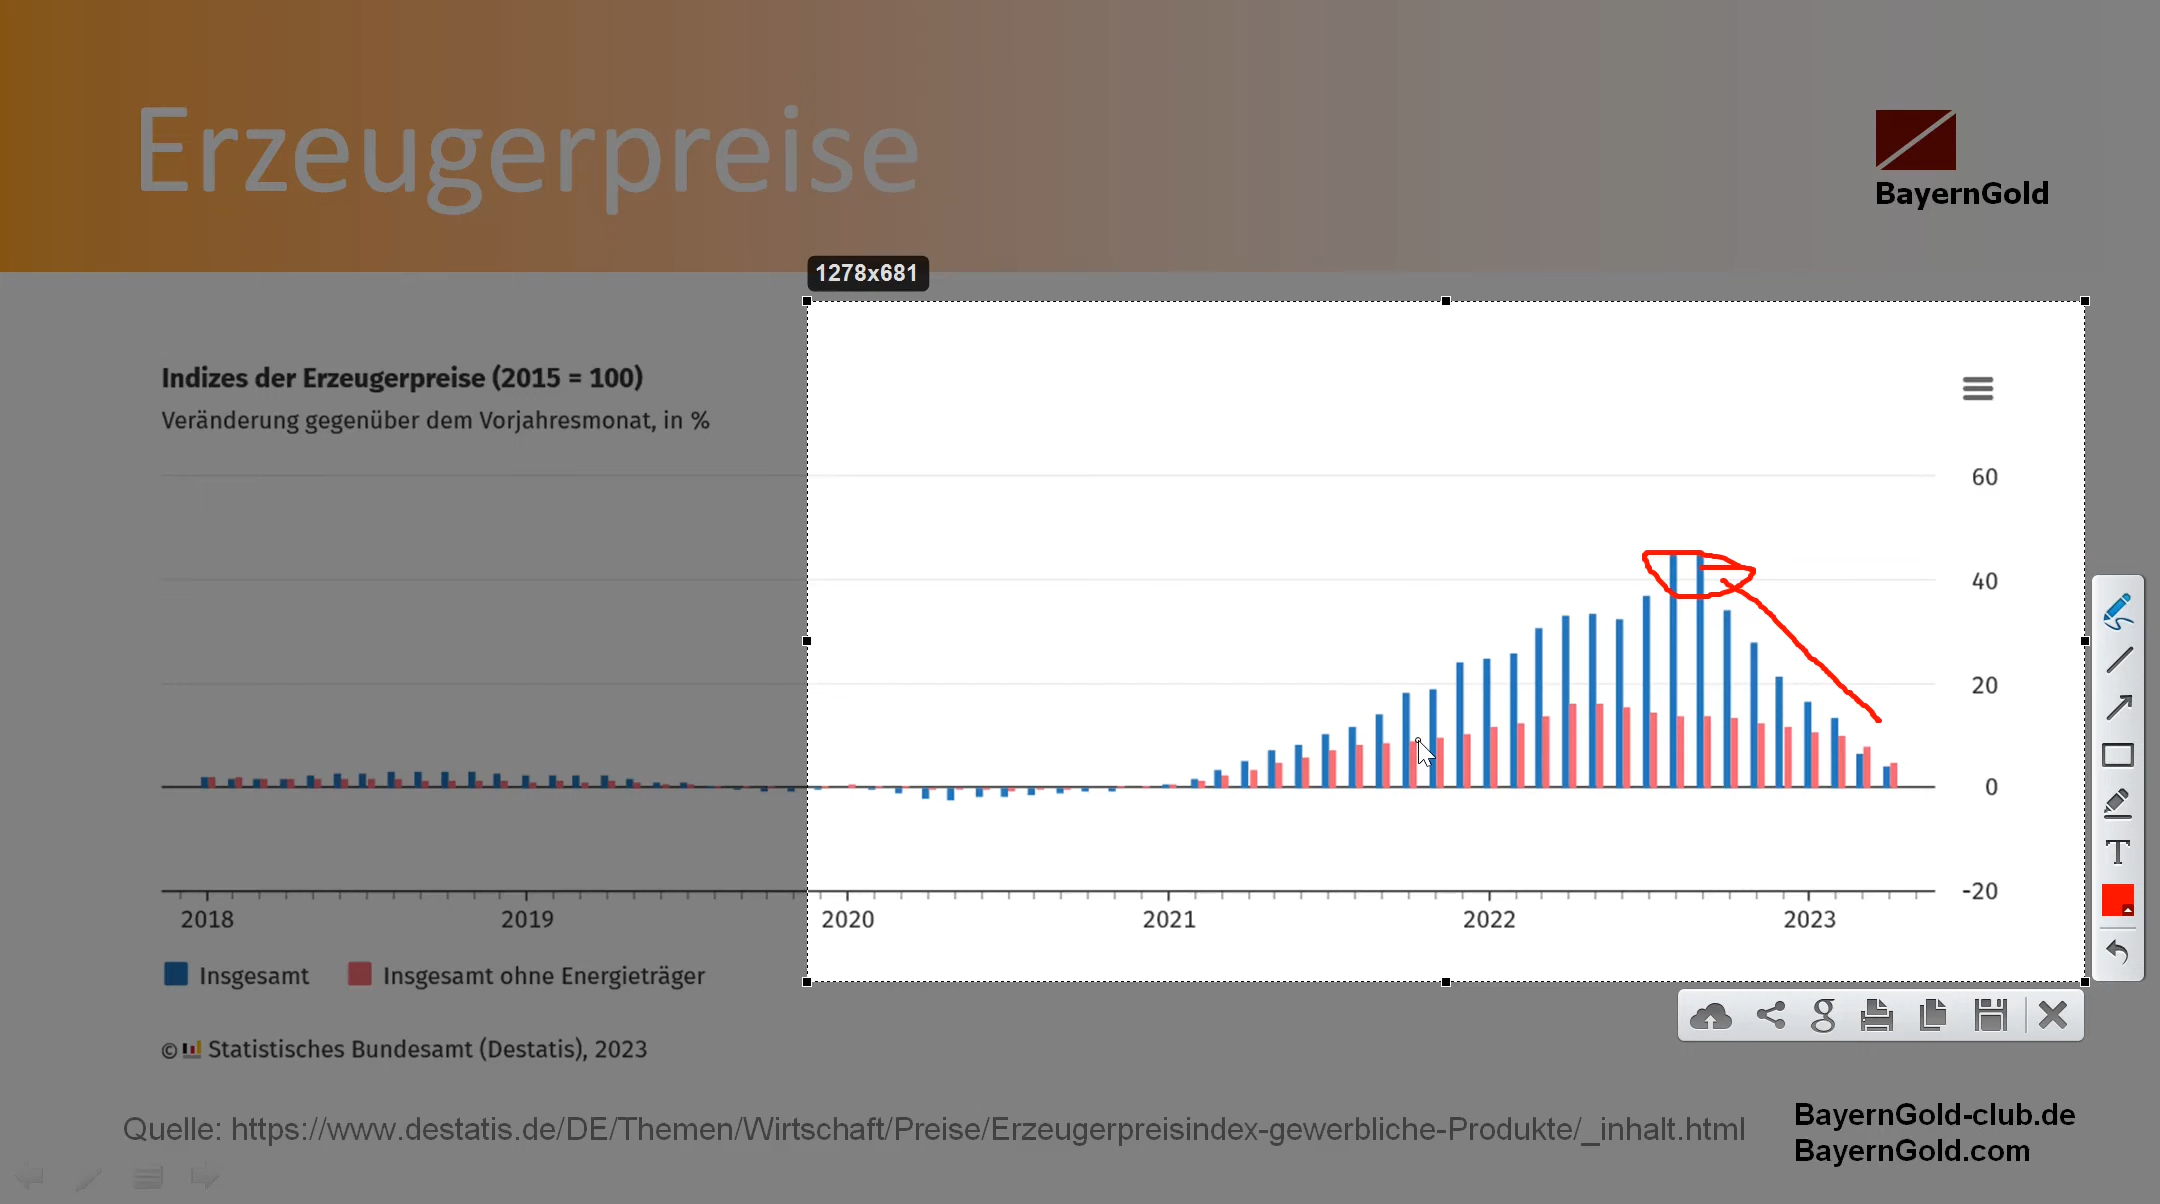 Erzeugerpreise
BayernGold
1278x681
Indizes der Erzeugerpreise (2015 = 100)
Veränderung gegenüber dem Vorjahresmonat, in %
60
40
20
0
-20
2018 2019 2020 2021 2022 2023
Insgesamt Insgesamt ohne Energieträger
© Statistisches Bundesamt (Destatis), 2023
Quelle: https://www.destatis.de/DE/Themen/Wirtschaft/Preise/Erzeugerpreisindex-gewerbliche-Produkte/_inhalt.html
BayernGold-club.de
BayernGold.com
T
g